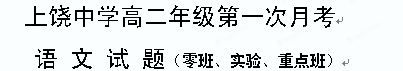 上饶中学高二年级第一次月考
语 文 试 题（零班、实验、重点班）